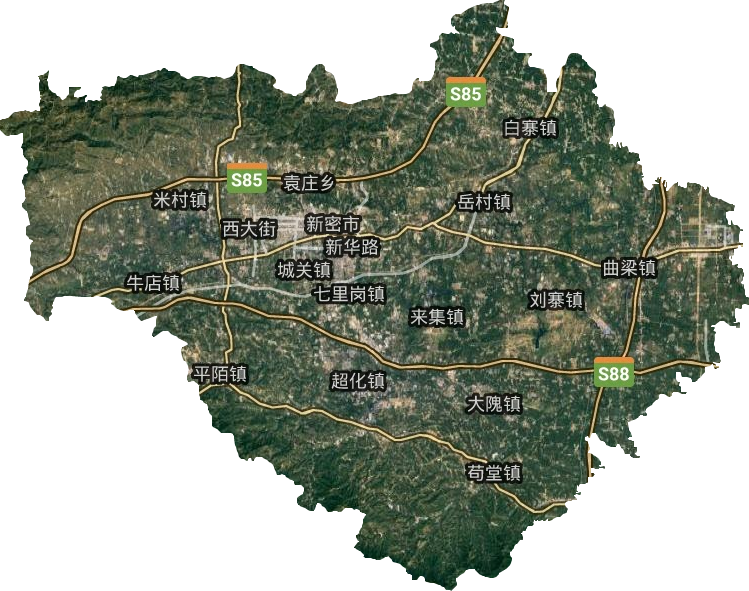 S85
白寨镇
S85
袁庄乡
米村镇
岳村镇
西大街
新密市
新华路
城关镇
曲梁镇
牛店镇
七里岗镇
刘寨镇
来集镇
平陌镇
超化镇
S88
大隗镇
苟堂镇